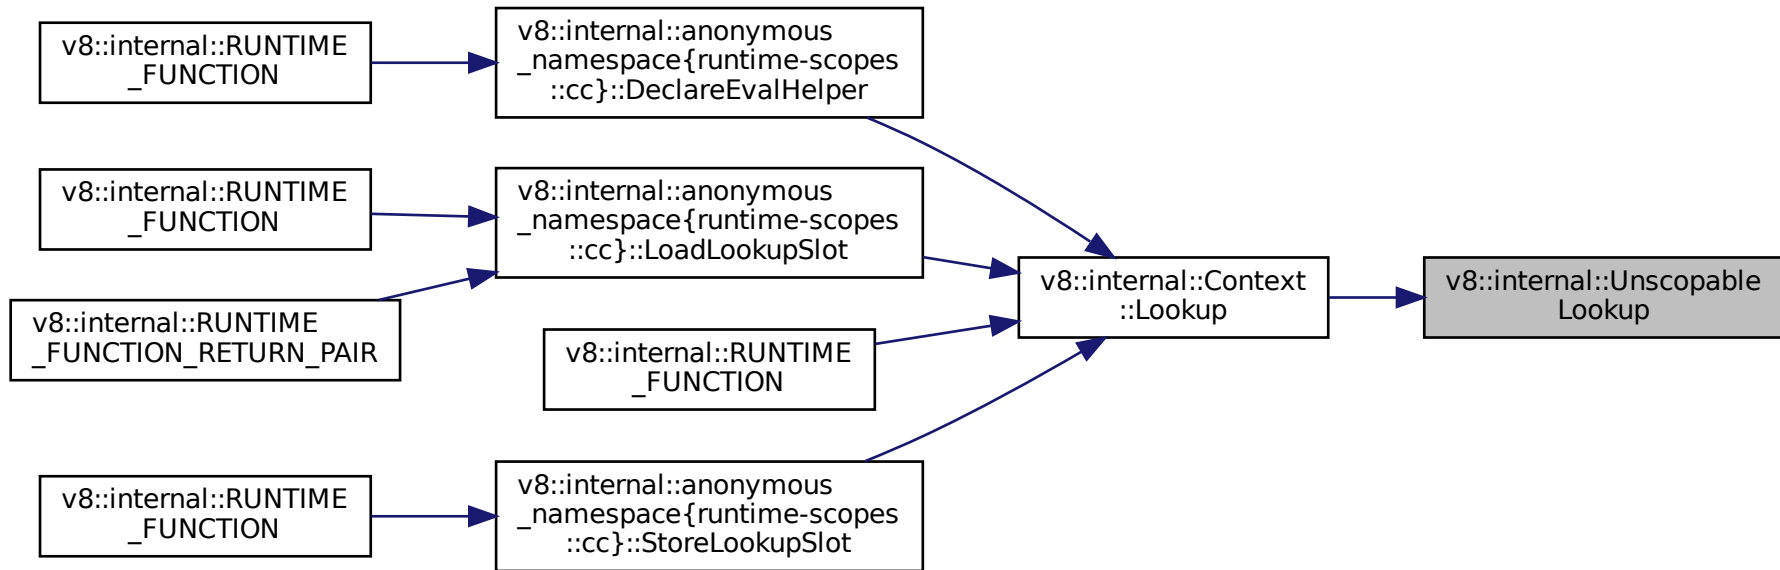 v8::internal::RUNTIME
_FUNCTION
v8::internal::anonymous
_namespace{runtime-scopes
::cc}::DeclareEvalHelper
v8::internal::RUNTIME
_FUNCTION
v8::internal::anonymous
_namespace{runtime-scopes
::cc}::LoadLookupSlot
v8::internal::RUNTIME
_FUNCTION_RETURN_PAIR
v8::internal::RUNTIME
_FUNCTION
v8::internal::Context
::Lookup
v8::internal::Unscopable
Lookup
v8::internal::RUNTIME
_FUNCTION
v8::internal::anonymous
_namespace{runtime-scopes
::cc}::StoreLookupSlot